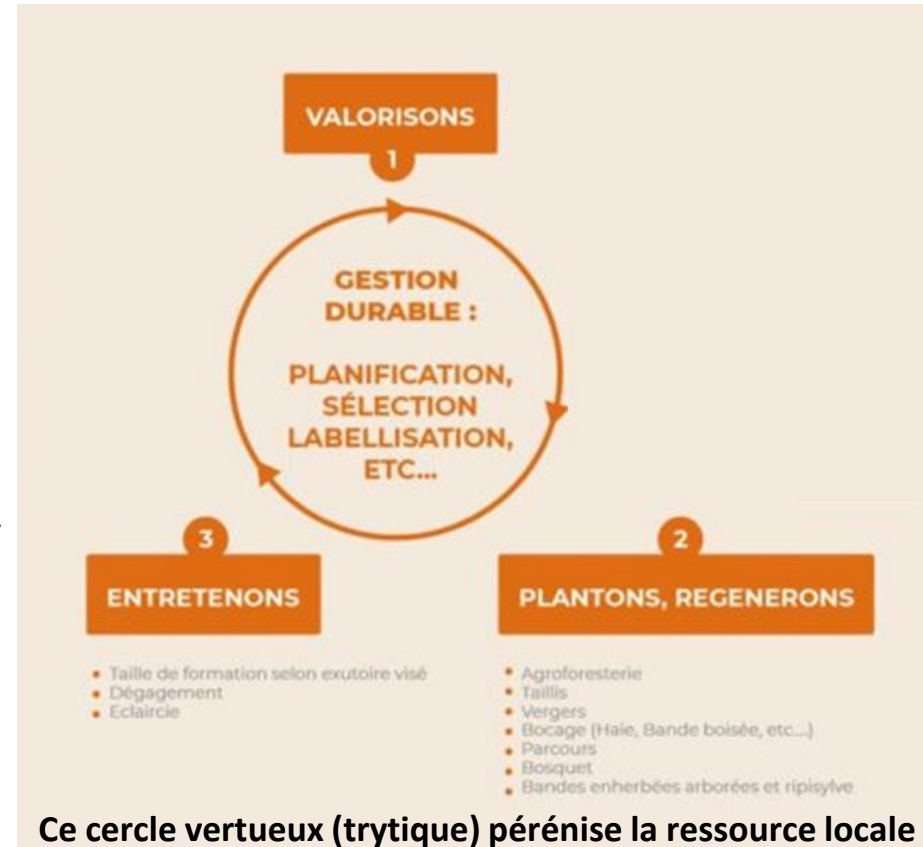 VALORISONS
1
GESTION
DURABLE :
PLANIFICATION,
SÉLECTION
LABELLISATION,
ETC...
3
ENTRETENONS
• Taille de formation selon exutoire visé
• Dégagement
• Eclaircie
2
PLANTONS, REGENERONS
• Agroforesterie
• Taillis
• Vergers
• Bocage (Haie, Bande boisée, etc....)
• Parcours
• Bosquet
• Bandes enherbées arborées et ripisylve
Ce cercle vertueux (trytique) pérénise la ressource locale